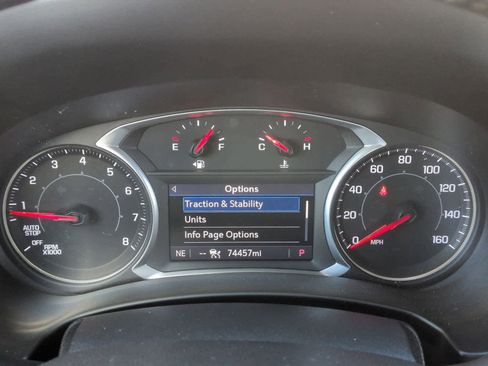 E F
C H
1 2 3 4 5 6 7 8
AUTO
STOP
OFF
RPM
X1000
Options
Traction & Stability
Units
Info Page Options
NE -- 74457mi P
0 20 40 60 80 100 120 140 160
MPH